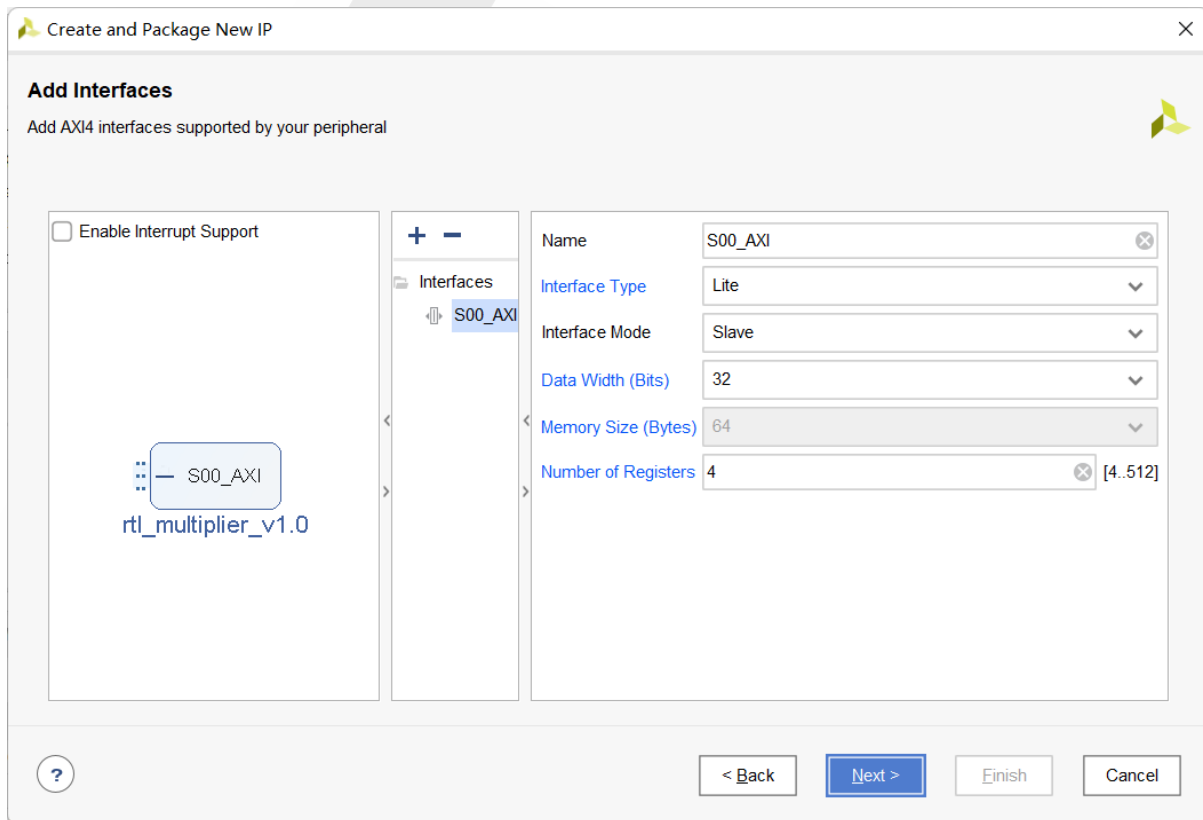 Create and Package New IP
Add Interfaces
Add AXI4 interfaces supported by your peripheral
Enable Interrupt Support
S00_AXI
rtl_multiplier_v1.0
Interfaces
S00_AXI
Name S00_AXI
Interface Type Lite
Interface Mode Slave
Data Width (Bits) 32
Memory Size (Bytes) 64
Number of Registers 4 [4..512]
? < Back Next > Finish Cancel